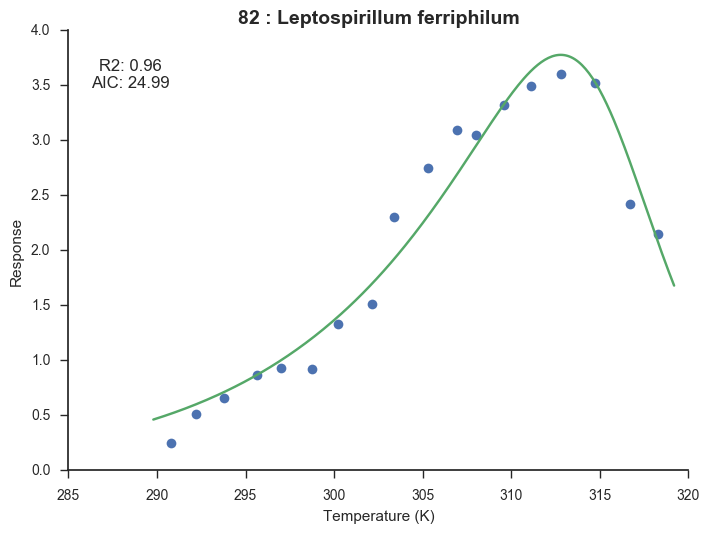 82 : Leptospirillum ferriphilum
R2: 0.96
AIC: 24.99
4.0
3.5
3.0
2.5
2.0
1.5
1.0
0.5
0.0
Response
285 290 295 300 305 310 315 320
Temperature (K)